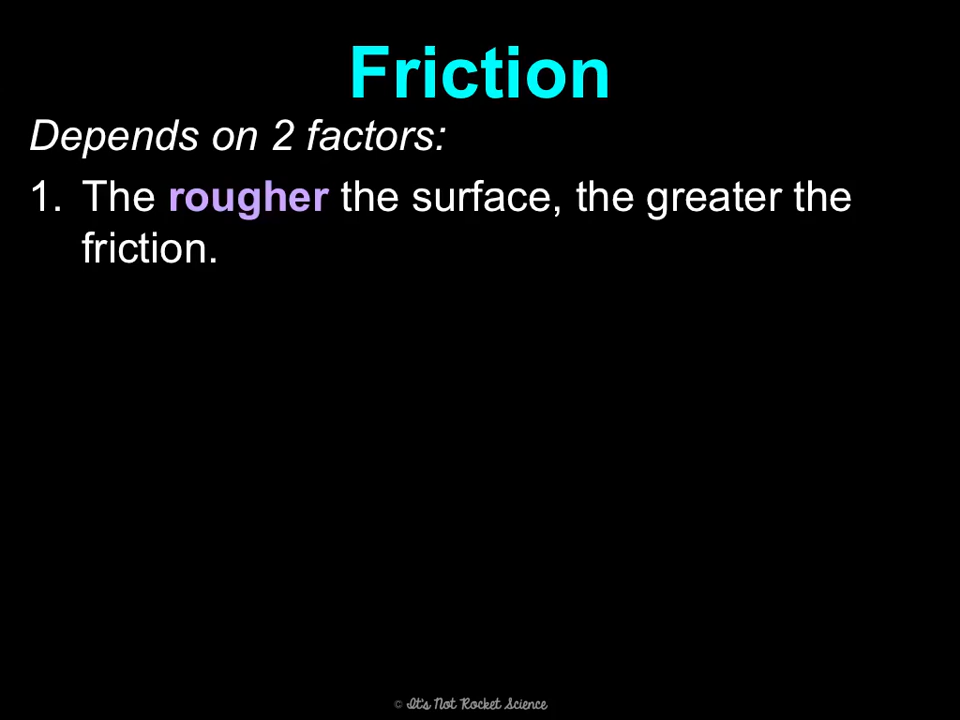 Friction
Depends on 2 factors:
1. The rougher the surface, the greater the
friction.
© It's Not Rocket Science